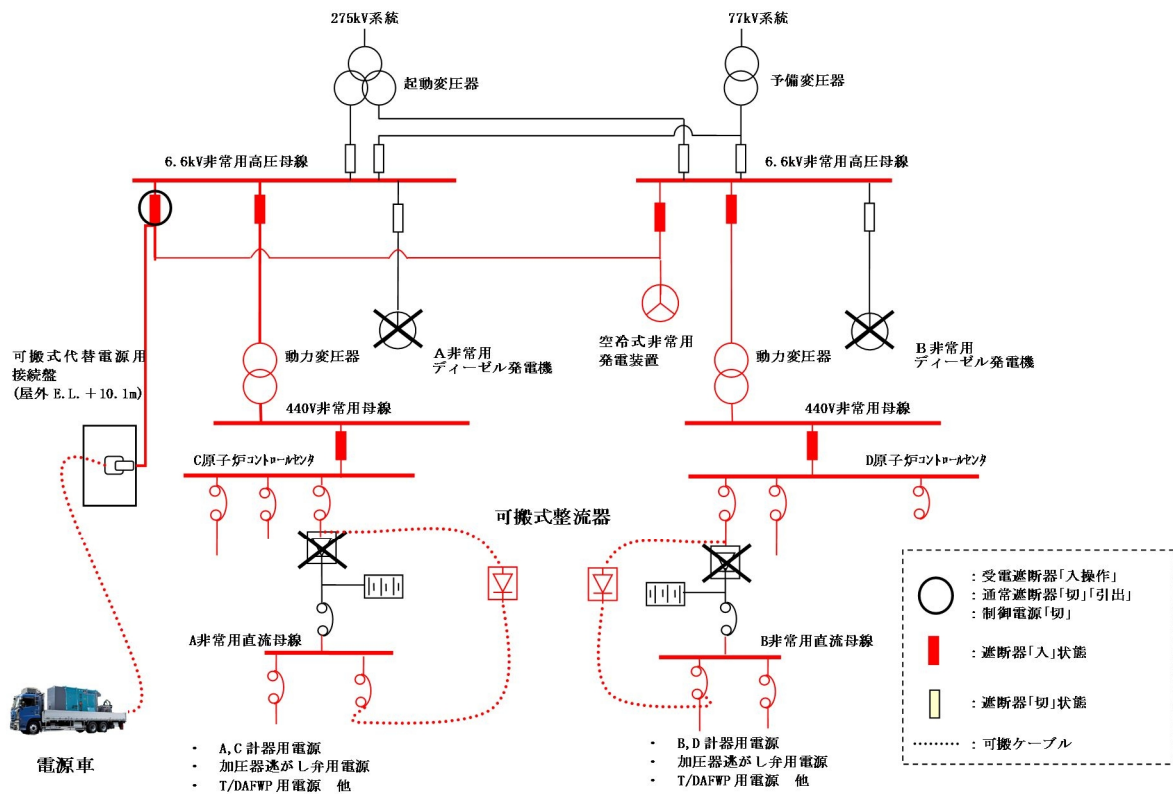 275kV系統
77kV系統
起動変圧器
予備変圧器
6.6kV非常用高圧母線
6.6kV非常用高圧母線
可搬式代替電源用
接続盤
(屋外 E.L.＋10.1m)
動力変圧器
A非常用
ディーゼル発電機
空冷式非常用
発電装置
動力変圧器
B非常用
ディーゼル発電機
440V非常用母線
440V非常用母線
C原子炉コントロールセンタ
D原子炉コントロールセンタ
可搬式整流器
A非常用直流母線
B非常用直流母線
電源車
・ A,C 計器用電源
・ 加圧器逃がし弁用電源
・ T/DAFWP 用電源 他
・ B,D 計器用電源
・ 加圧器逃がし弁用電源
・ T/DAFWP 用電源 他
：受電遮断器「入操作」
：通常遮断器「切」「引出」
：制御電源「切」
：遮断器「入」状態
：遮断器「切」状態
：可搬ケーブル